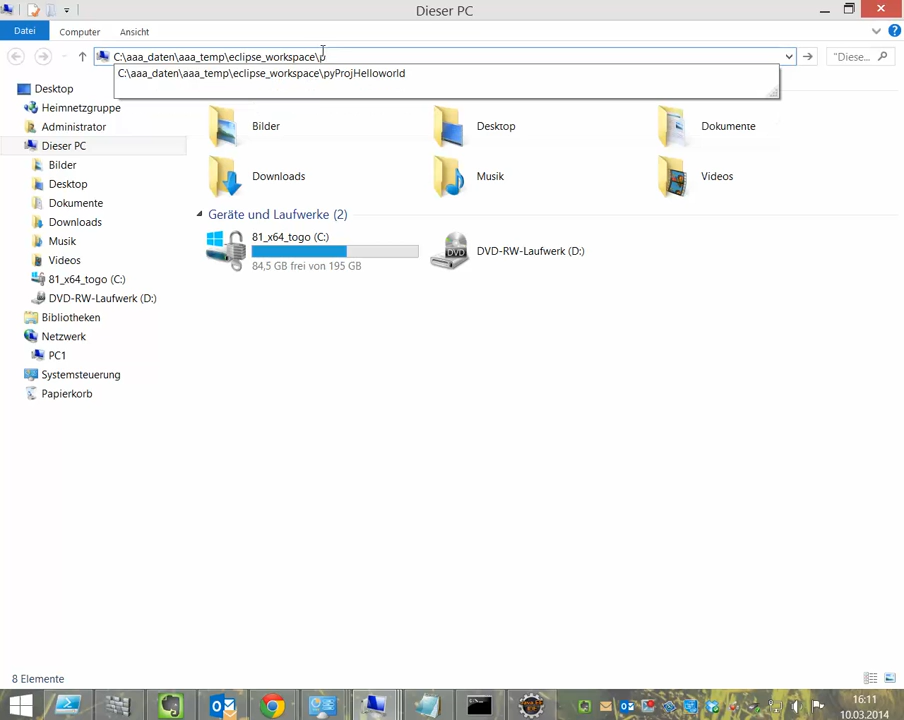 Dieser PC
Datei
Computer
Ansicht
C:\aaa_daten\aaa_temp\eclipse_workspace\p
"Diese...
C:\aaa_daten\aaa_temp\eclipse_workspace\pyProjHelloworld
Desktop
Heimnetzgruppe
Administrator
Dieser PC
Bilder
Desktop
Dokumente
Downloads
Musik
Videos
81_x64_togo (C:)
DVD-RW-Laufwerk (D:)
Bibliotheken
Netzwerk
PC1
Systemsteuerung
Papierkorb
Bilder
Desktop
Dokumente
Downloads
Musik
Videos
Geräte und Laufwerke (2)
81_x64_togo (C:)
84,5 GB frei von 195 GB
DVD
DVD-RW-Laufwerk (D:)
8 Elemente
16:11
10.03.2014